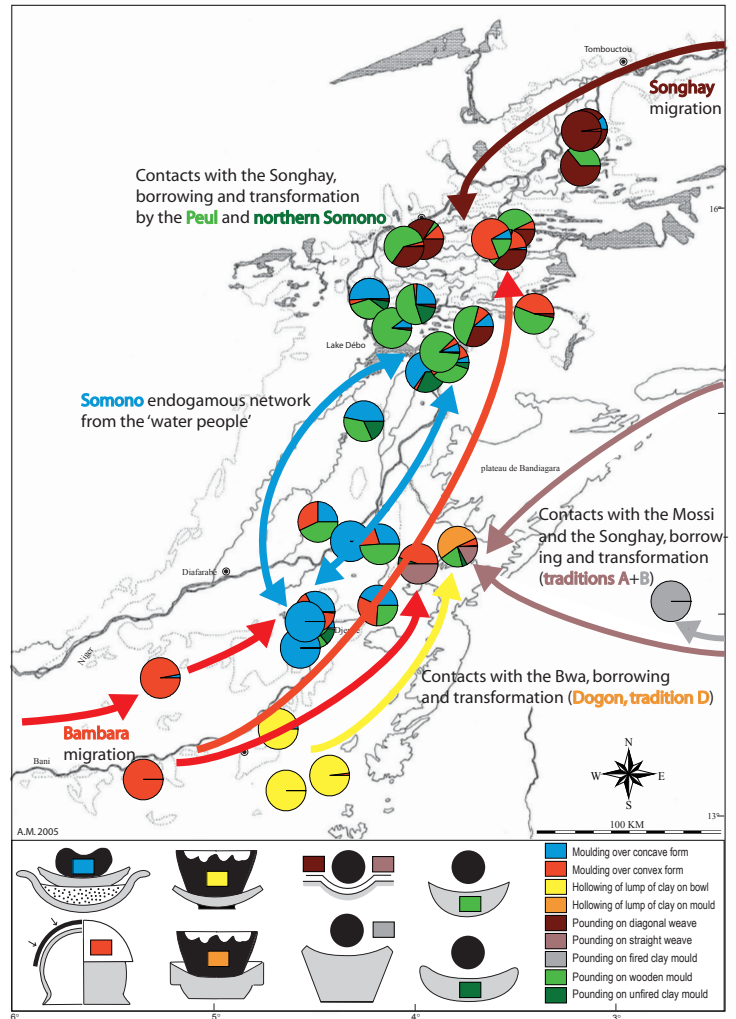 Tombouctou
Songhay
migration
Contacts with the Songhay,
borrowing and transformation
by the Peul and northern Somono
16°
Lake Débo
Somono endogamous network
from the 'water people'
plateau de Bandiagara
Contacts with the Mossi
and the Songhay, borrow-
ing and transformation
(traditions A+B)
Diafarabé
Djenné
Niger
Contacts with the Bwa, borrowing
and transformation (Dogon, tradition D)
Bambara
migration
Bani
N
W E
S
13°
100 KM
A.M. 2005
Moulding over concave form
Moulding over convex form
Hollowing of lump of clay on bowl
Hollowing of lump of clay on mould
Pounding on diagonal weave
Pounding on straight weave
Pounding on fired clay mould
Pounding on wooden mould
Pounding on unfired clay mould
6° 5° 4° 3°